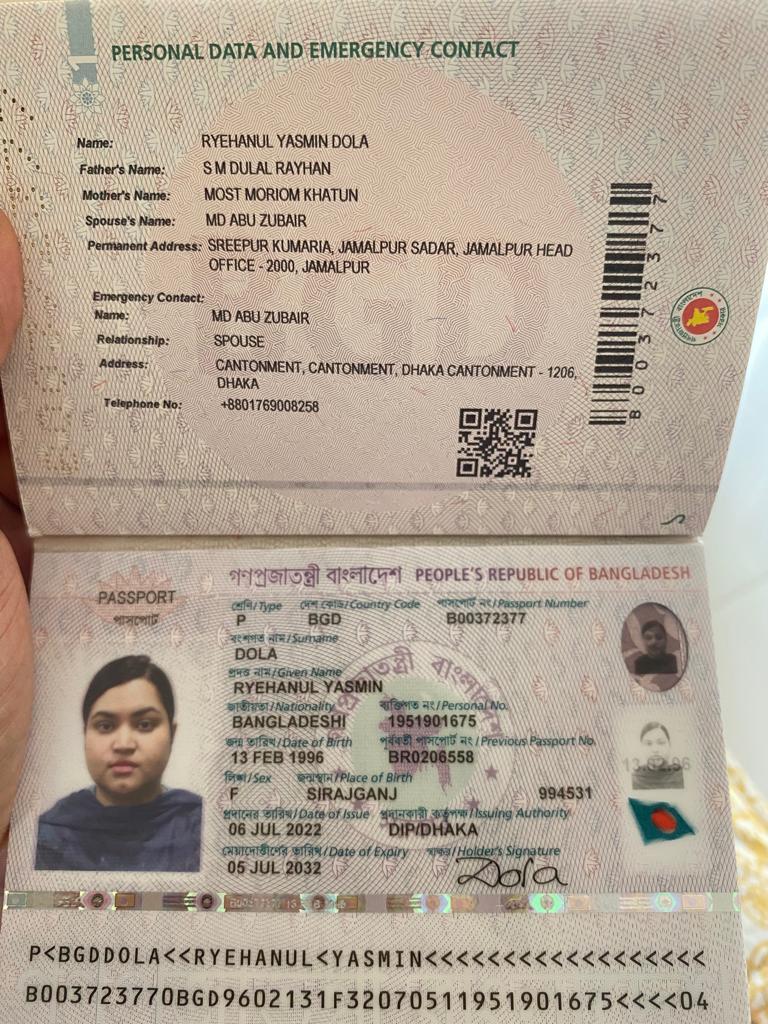 1
PERSONAL DATA AND EMERGENCY CONTACT
Name: RYEHANUL YASMIN DOLA
Father's Name: S M DULAL RAYHAN
Mother's Name: MOST MORIOM KHATUN
Spouse's Name: MD ABU ZUBAIR
Permanent Address: SREEPUR KUMARIA, JAMALPUR SADAR, JAMALPUR HEAD
OFFICE - 2000, JAMALPUR
Emergency Contact:
Name: MD ABU ZUBAIR
Relationship: SPOUSE
Address: CANTONMENT, CANTONMENT, DHAKA CANTONMENT - 1206,
DHAKA
Telephone No: +8801769008258
B00372377
BGD
গণপ্রজাতন্ত্রী বাংলাদেশ PEOPLE'S REPUBLIC OF BANGLADESH
PASSPORT
পাসপোর্ট
শ্রেণি/Type দেশ কোড/Country Code পাসপোর্ট নং/Passport Number
P BGD B00372377
বংশগত নাম/Surname
DOLA
প্রদত্ত নাম/Given Name
RYEHANUL YASMIN
জাতীয়তা/Nationality ব্যক্তিগত নং/Personal No.
BANGLADESHI 1951901675
জন্ম তারিখ/Date of Birth পূর্ববর্তী পাসপোর্ট নং/Previous Passport No.
13 FEB 1996 BR0206558
লিঙ্গ/Sex জন্মস্থান/Place of Birth
F SIRAJGANJ 994531
প্রদানের তারিখ/Date of Issue প্রদানকারী কর্তৃপক্ষ/Issuing Authority
06 JUL 2022 DIP/DHAKA
মেয়াদোত্তীর্ণের তারিখ/Date of Expiry স্বাক্ষর/Holder's Signature
05 JUL 2032 Dola
13.02.96
P<BGDDOLA<<RYEHANUL<YASMIN<<<<<<<<<<<<<<<<<<
B003723770BGD9602131F32070511951901675<<<<04